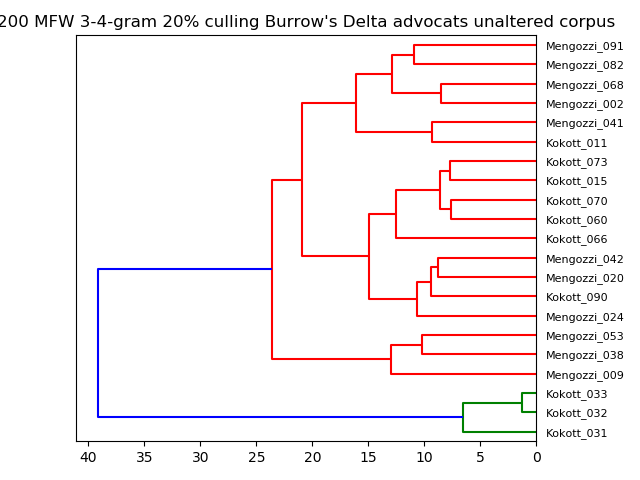 200 MFW 3-4-gram 20% culling Burrow's Delta advocats unaltered corpus
Mengozzi_091
Mengozzi_082
Mengozzi_068
Mengozzi_002
Mengozzi_041
Kokott_011
Kokott_073
Kokott_015
Kokott_070
Kokott_060
Kokott_066
Mengozzi_042
Mengozzi_020
Kokott_090
Mengozzi_024
Mengozzi_053
Mengozzi_038
Mengozzi_009
Kokott_033
Kokott_032
Kokott_031
40 35 30 25 20 15 10 5 0